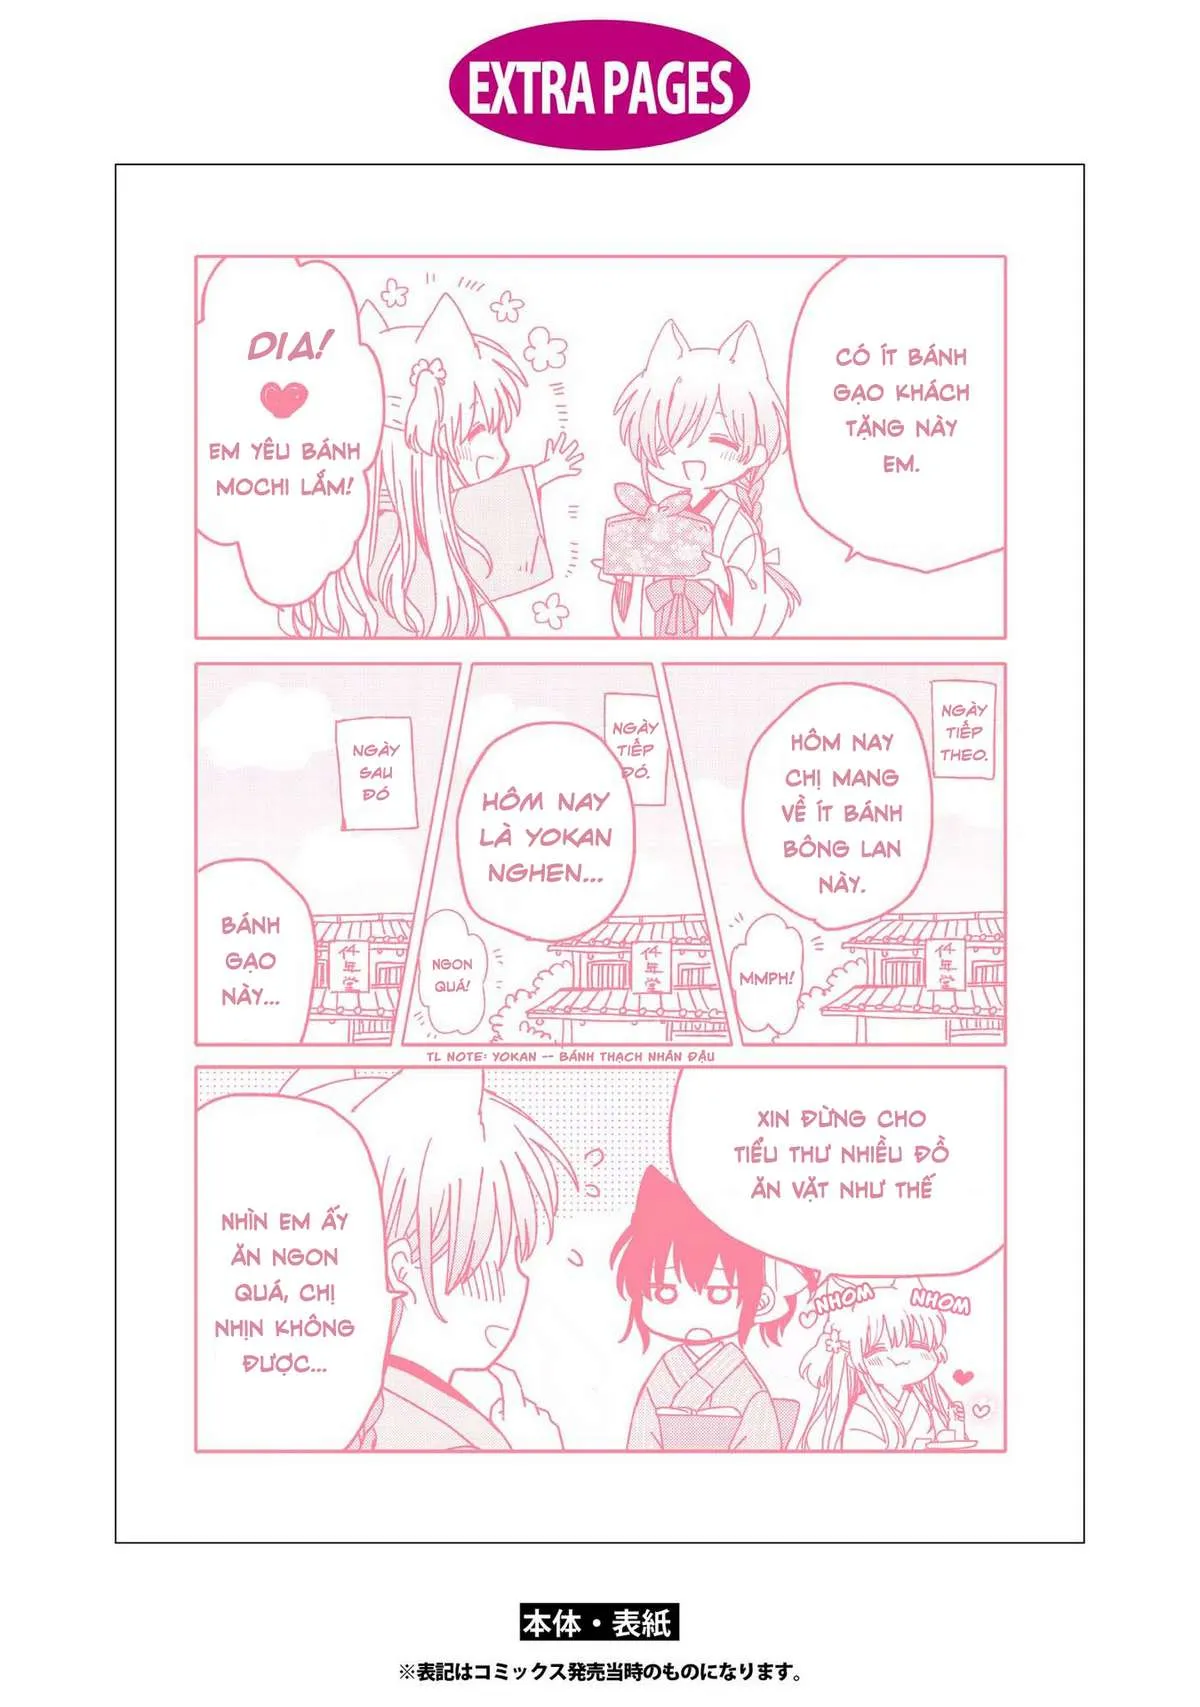 EXTRA PAGES
CÓ ÍT BÁNH
GẠO KHÁCH
TẶNG NÀY
EM.
DIA!
EM YÊU BÁNH
MOCHI LẮM!
NGÀY
TIẾP
THEO.
HÔM NAY
CHỊ MANG
VỀ ÍT BÁNH
BÔNG LAN
NÀY.
MMPH!
NGÀY
TIẾP
ĐÓ.
HÔM NAY
LÀ YOKAN
NGHEN...
NGON
QUÁ!
NGÀY
SAU
ĐÓ
BÁNH
GẠO
NÀY...
TL NOTE: YOKAN -- BÁNH THẠCH NHÂN ĐẬU
XIN ĐỪNG CHO
TIỂU THƯ NHIỀU ĐỒ
ĂN VẶT NHƯ THẾ
NHOM
NHOM
NHÌN EM ẤY
ĂN NGON
QUÁ, CHỊ
NHỊN KHÔNG
ĐƯỢC...
本体・表紙
※表記はコミックス発売当時のものになります。